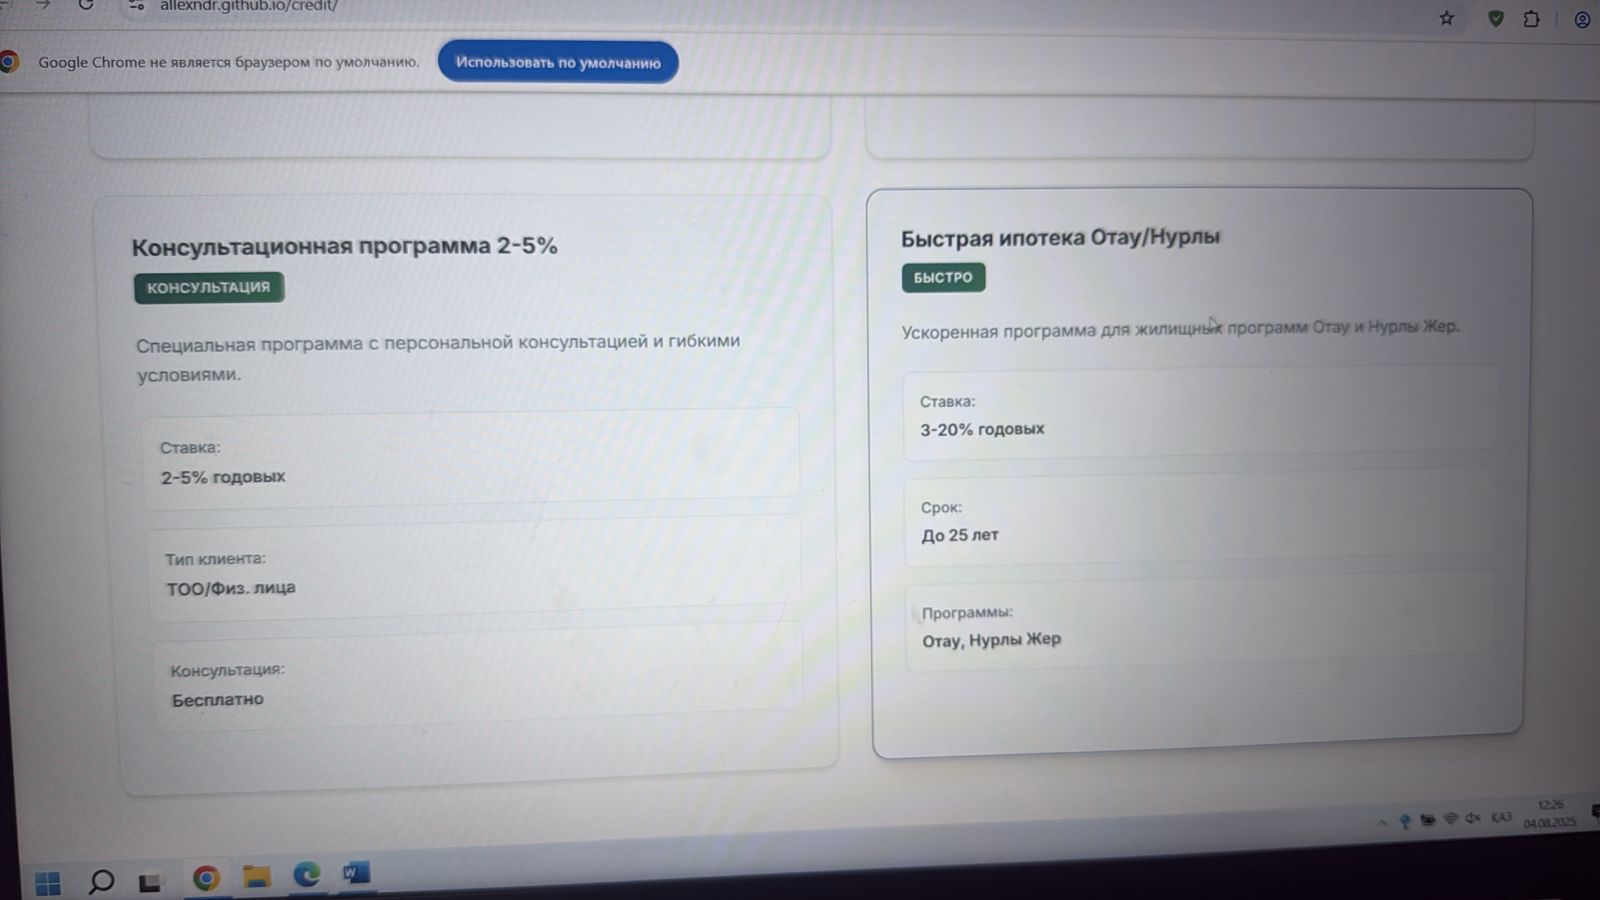 allexndr.github.io/credit/
Google Chrome не является браузером по умолчанию.
Использовать по умолчанию
Консультационная программа 2-5%
КОНСУЛЬТАЦИЯ
Специальная программа с персональной консультацией и гибкими
условиями.
Ставка:
2-5% годовых
Тип клиента:
ТОО/Физ. лица
Консультация:
Бесплатно
Быстрая ипотека Отау/Нурлы
БЫСТРО
Ускоренная программа для жилищных программ Отау и Нурлы Жер.
Ставка:
3-20% годовых
Срок:
До 25 лет
Программы:
Отау, Нурлы Жер
ҚАЗ
12:26
04.08.2025